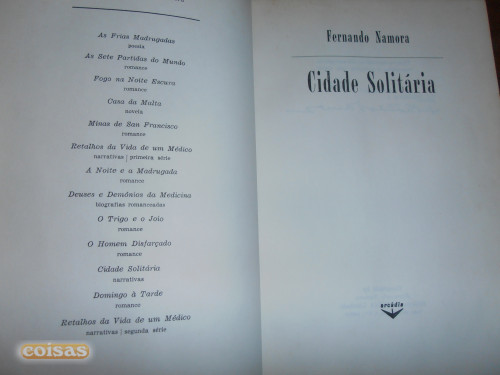 As Frias Madrugadas
poesia
As Sete Partidas do Mundo
romance
Fogo na Noite Escura
romance
Casa da Malta
novela
Minas de San Francisco
romance
Retalhos da Vida de um Médico
narrativas | primeira série
A Noite e a Madrugada
romance
Deuses e Demónios da Medicina
biografias romanceadas
O Trigo e o Joio
romance
O Homem Disfarçado
romance
Cidade Solitária
narrativas
Domingo à Tarde
romance
Retalhos da Vida de um Médico
narrativas | segunda série
Fernando Namora
Cidade Solitária
arcádia
coisas